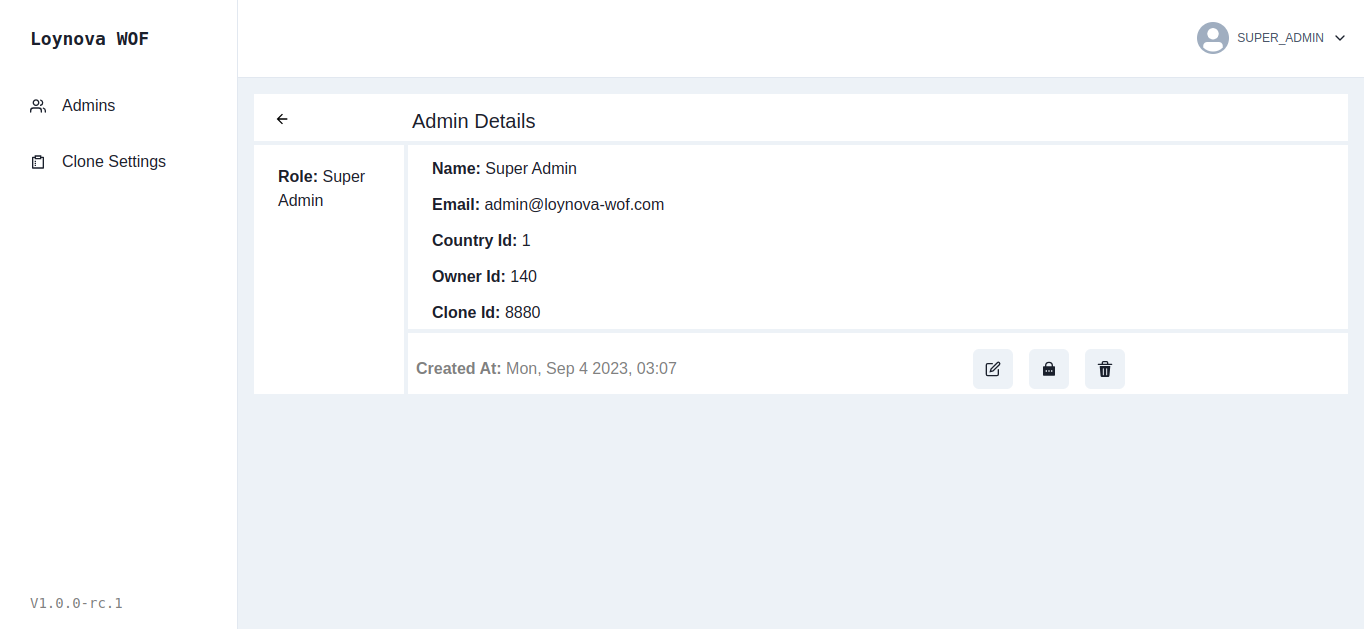 Loynova WOF
SUPER_ADMIN
Admins
Clone Settings
Admin Details
Role: Super
Admin
Name: Super Admin
Email: admin@loynova-wof.com
Country Id: 1
Owner Id: 140
Clone Id: 8880
Created At: Mon, Sep 4 2023, 03:07
V1.0.0-rc.1